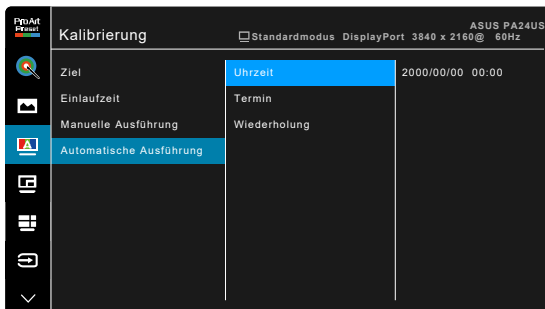 ProArt
Preset
Kalibrierung
ASUS PA24US
Standardmodus DisplayPort 3840 x 2160@ 60Hz
Ziel
Einlaufzeit
Manuelle Ausführung
Automatische Ausführung
Uhrzeit
Termin
Wiederholung
2000/00/00 00:00
A